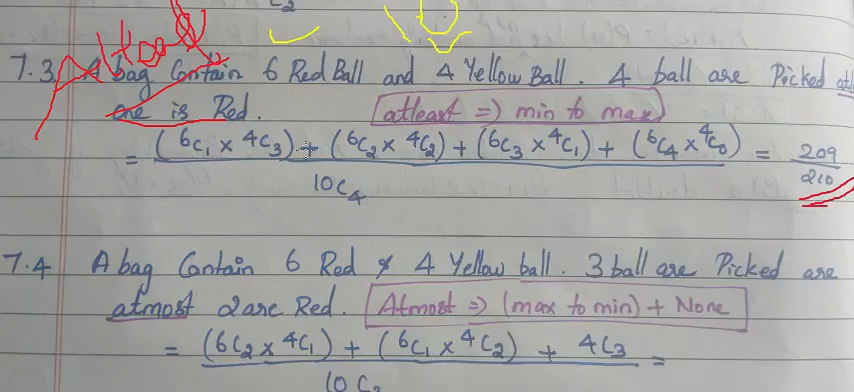 C2
7.3 A bag Contain 6 Red Ball and 4 Yellow Ball. 4 ball are Picked
one is Red. (atleast => min to max)
= (6C1 x 4C3) + (6C2 x 4C2) + (6C3 x 4C1) + (6C4 x 4C0) = 209
10C4 210
7.4 A bag Contain 6 Red & 4 Yellow ball. 3 ball are Picked are
atmost 2 are Red. Atmost => (max to min) + None
= (6C2 x 4C1) + (6C1 x 4C2) + 4C3 =
10C